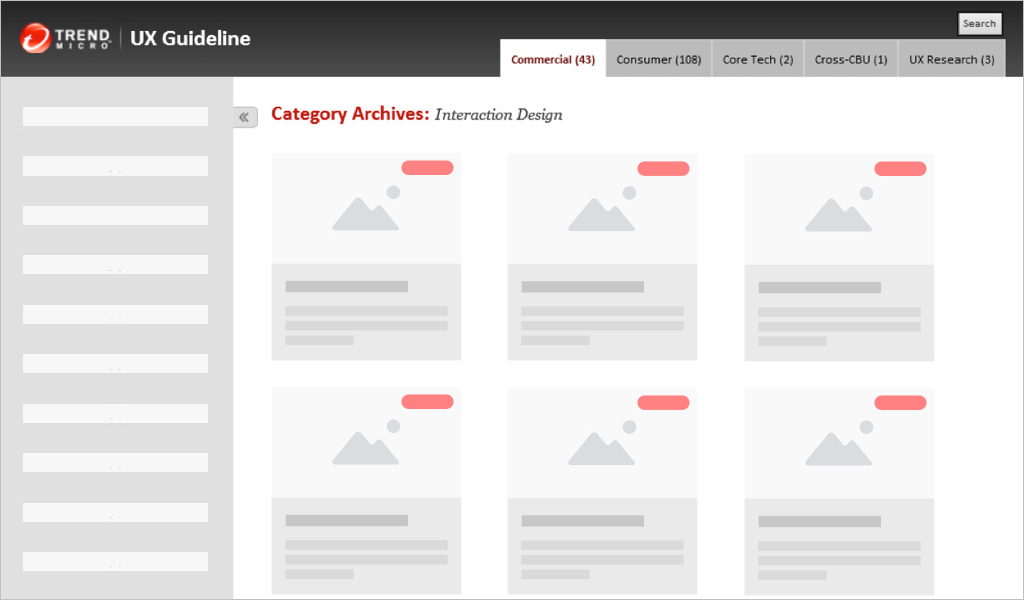 TREND MICRO UX Guideline
Search
Commercial (43) Consumer (108) Core Tech (2) Cross-CBU (1) UX Research (3)
« Category Archives: Interaction Design